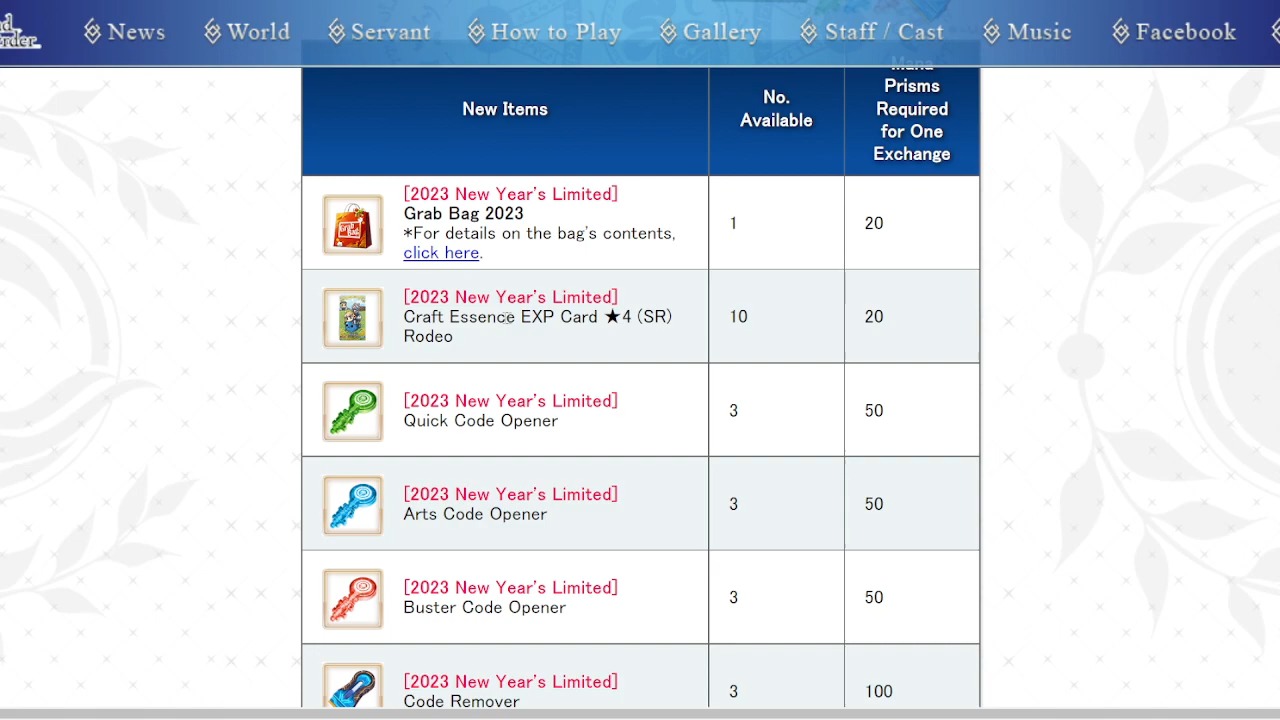 News
World
Servant
How to Play
Gallery
Staff / Cast
Music
Facebook
New Items
No.
Available
Mana
Prisms
Required
for One
Exchange
[2023 New Year's Limited]
Grab Bag 2023
*For details on the bag's contents,
click here.
1
20
[2023 New Year's Limited]
Craft Essence EXP Card ★4 (SR)
Rodeo
10
20
[2023 New Year's Limited]
Quick Code Opener
3
50
[2023 New Year's Limited]
Arts Code Opener
3
50
[2023 New Year's Limited]
Buster Code Opener
3
50
[2023 New Year's Limited]
Code Remover
3
100